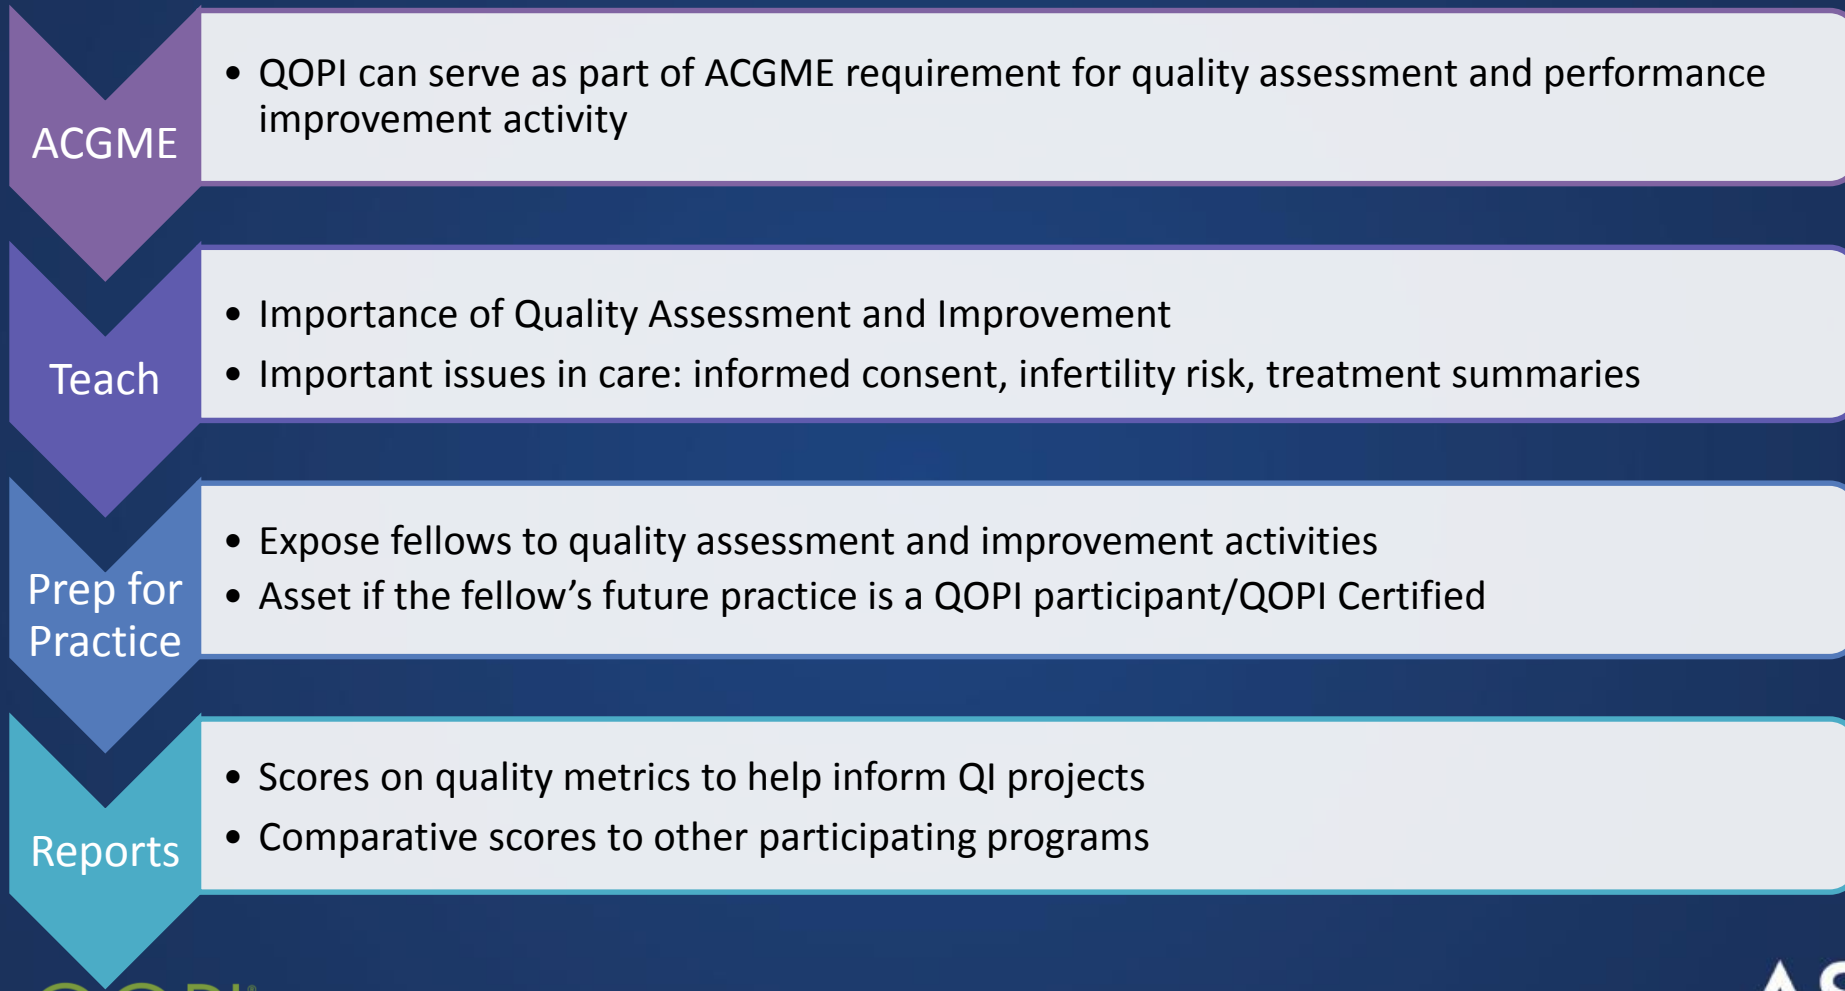 ACGME
• QOPI can serve as part of ACGME requirement for quality assessment and performance
improvement activity
Teach
• Importance of Quality Assessment and Improvement
• Important issues in care: informed consent, infertility risk, treatment summaries
Prep for
Practice
• Expose fellows to quality assessment and improvement activities
• Asset if the fellow’s future practice is a QOPI participant/QOPI Certified
Reports
• Scores on quality metrics to help inform QI projects
• Comparative scores to other participating programs
QOPI®